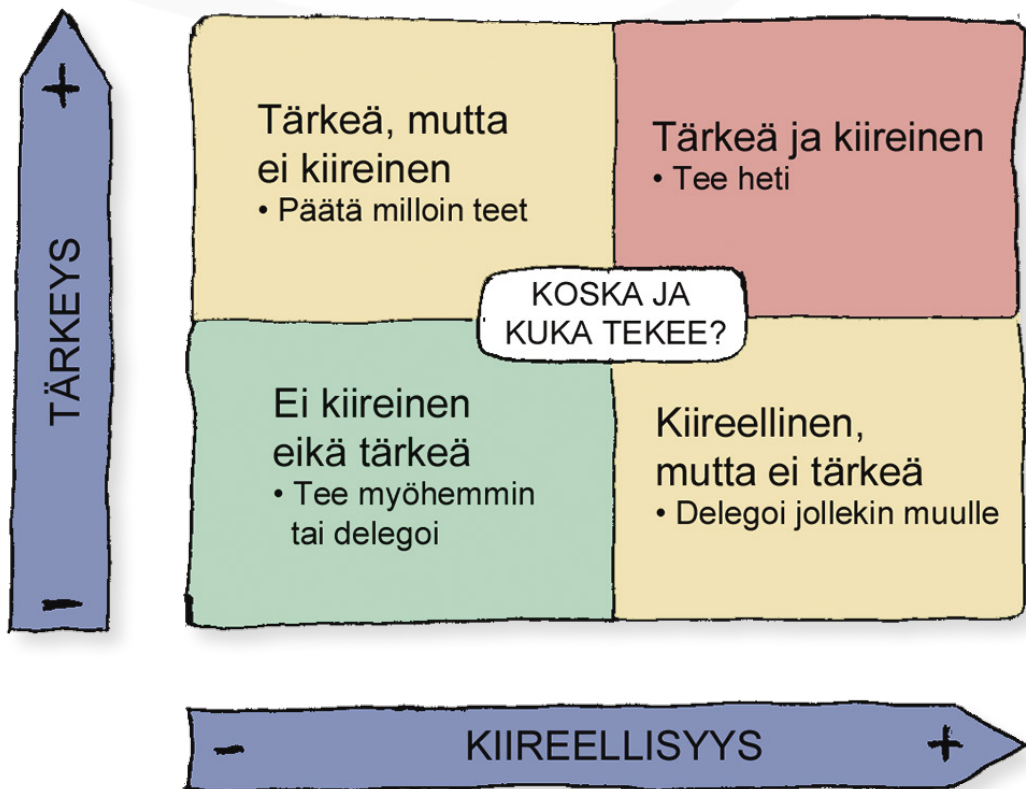 +
TÄRKEYS
-
Tärkeä, mutta
ei kiireinen
• Päätä milloin teet
Tärkeä ja kiireinen
• Tee heti
KOSKA JA
KUKA TEKEE?
Ei kiireinen
eikä tärkeä
• Tee myöhemmin
tai delegoi
Kiireellinen,
mutta ei tärkeä
• Delegoi jollekin muulle
- KIIREELLISYYS +